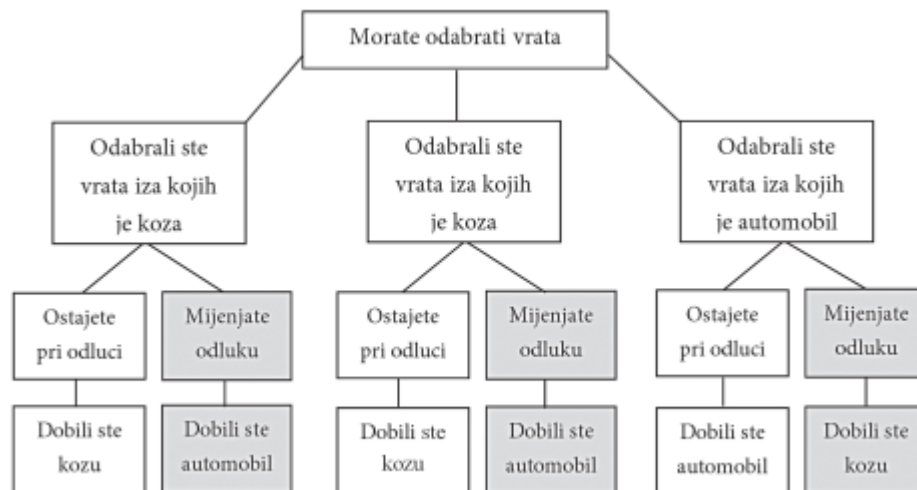 Morate odabrati vrata
Odabrali ste
vrata iza kojih
je koza
Odabrali ste
vrata iza kojih
je koza
Odabrali ste
vrata iza kojih
je automobil
Ostajete
pri odluci
Mijenjate
odluku
Ostajete
pri odluci
Mijenjate
odluku
Ostajete
pri odluci
Mijenjate
odluku
Dobili ste
kozu
Dobili ste
automobil
Dobili ste
kozu
Dobili ste
automobil
Dobili ste
automobil
Dobili ste
kozu